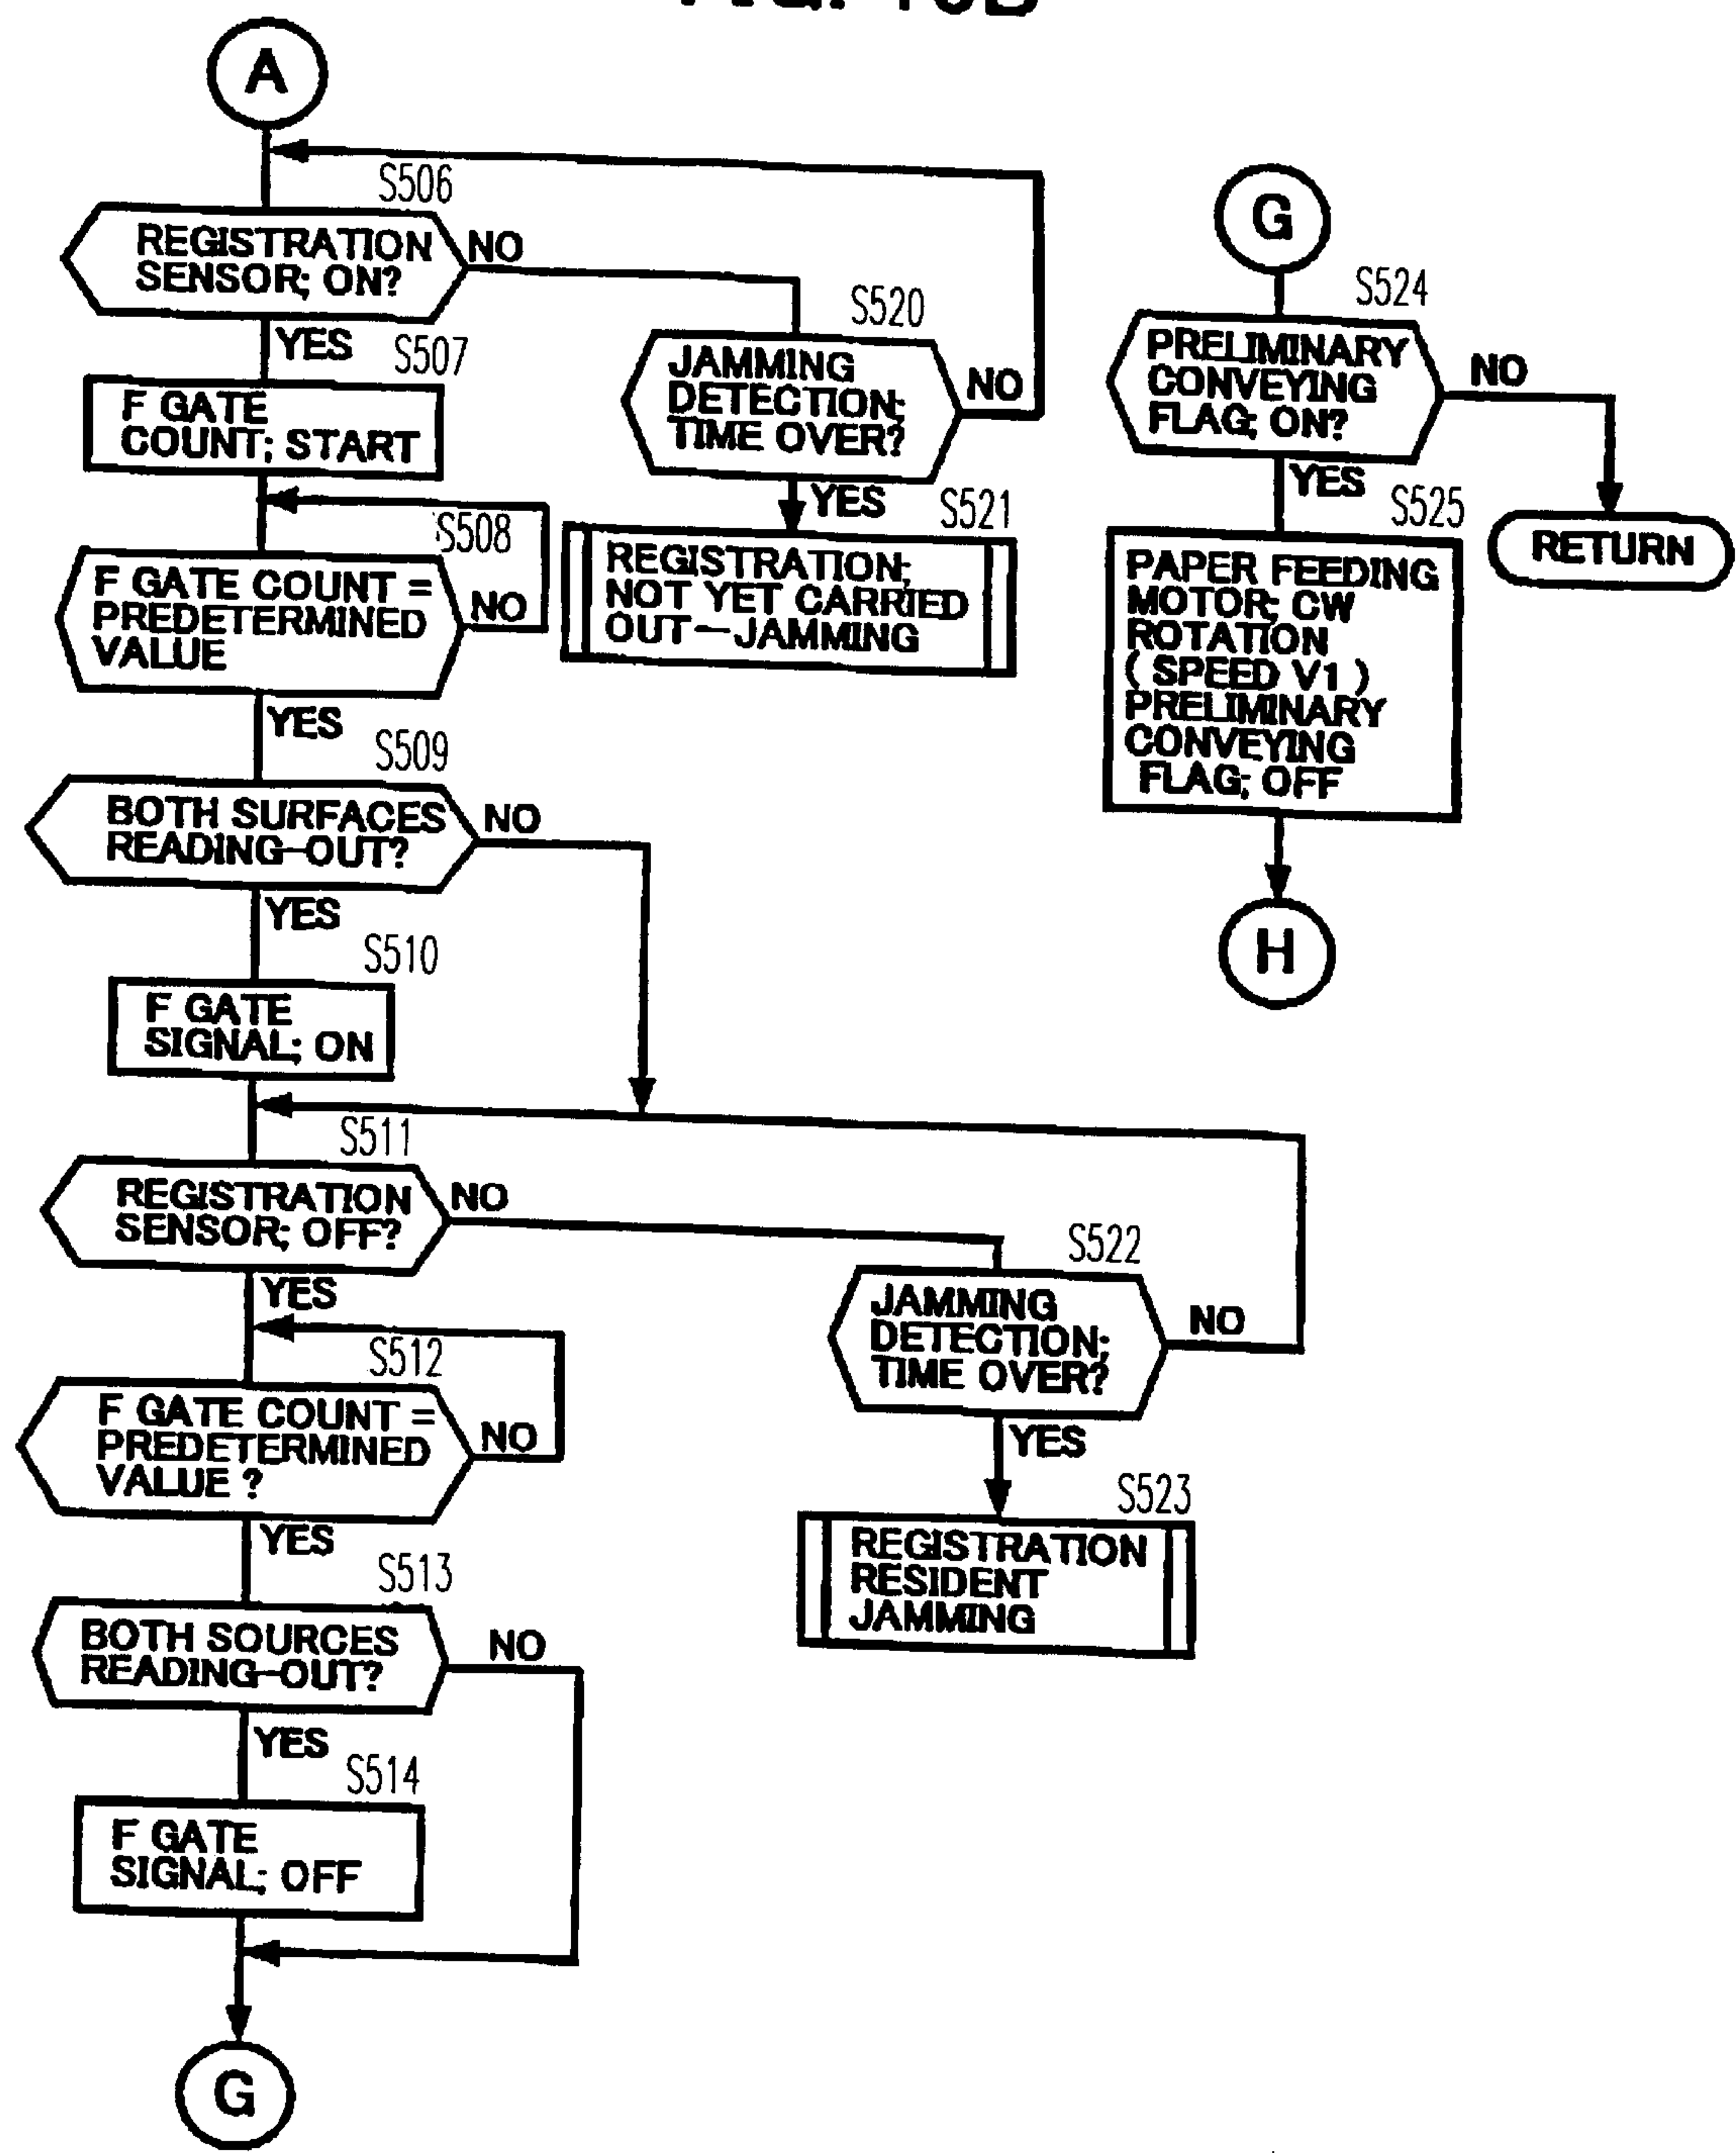 A
S506
REGISTRATION
SENSOR; ON?
NO
YES
S507
F GATE
COUNT; START
S508
F GATE COUNT =
PREDETERMINED
VALUE
NO
YES
S509
BOTH SURFACES
READING-OUT?
NO
YES
S510
F GATE
SIGNAL; ON
S511
REGISTRATION
SENSOR; OFF?
NO
YES
S512
F GATE COUNT =
PREDETERMINED
VALUE ?
NO
YES
S513
BOTH SOURCES
READING-OUT?
NO
YES
S514
F GATE
SIGNAL; OFF
G
S520
JAMMING
DETECTION;
TIME OVER?
NO
YES
S521
REGISTRATION;
NOT YET CARRIED
OUT—JAMMING
S522
JAMMING
DETECTION;
TIME OVER?
NO
YES
S523
REGISTRATION
RESIDENT
JAMMING
G
S524
PRELIMINARY
CONVEYING
FLAG; ON?
NO
RETURN
YES
S525
PAPER FEEDING
MOTOR; CW
ROTATION
( SPEED V1 )
PRELIMINARY
CONVEYING
FLAG; OFF
H